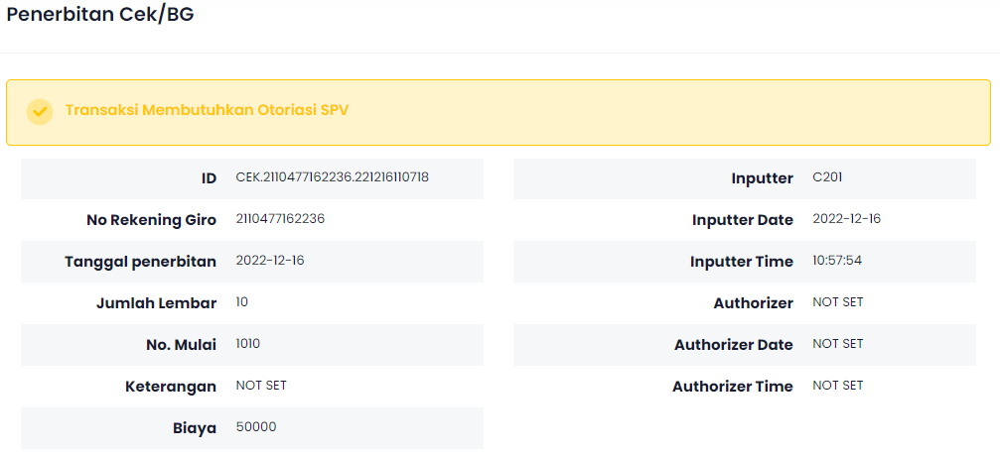 Penerbitan Cek/BG
Transaksi Membutuhkan Otoriasi SPV
ID CEK.2110477162236.221216110718
No Rekening Giro 2110477162236
Tanggal penerbitan 2022-12-16
Jumlah Lembar 10
No. Mulai 1010
Keterangan NOT SET
Biaya 50000
Inputter C201
Inputter Date 2022-12-16
Inputter Time 10:57:54
Authorizer NOT SET
Authorizer Date NOT SET
Authorizer Time NOT SET